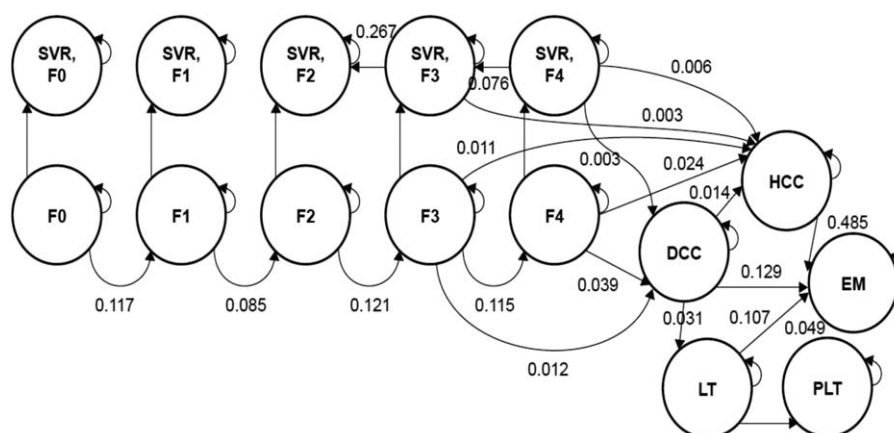 SVR, F0
SVR, F1
SVR, F2
0.267
SVR, F3
0.076
SVR, F4
0.006
0.003
0.011
0.003
0.024
HCC
0.014
F0
F1
F2
F3
F4
DCC
0.485
0.117
0.085
0.121
0.115
0.039
0.129
EM
0.031
0.107
0.049
0.012
LT
PLT